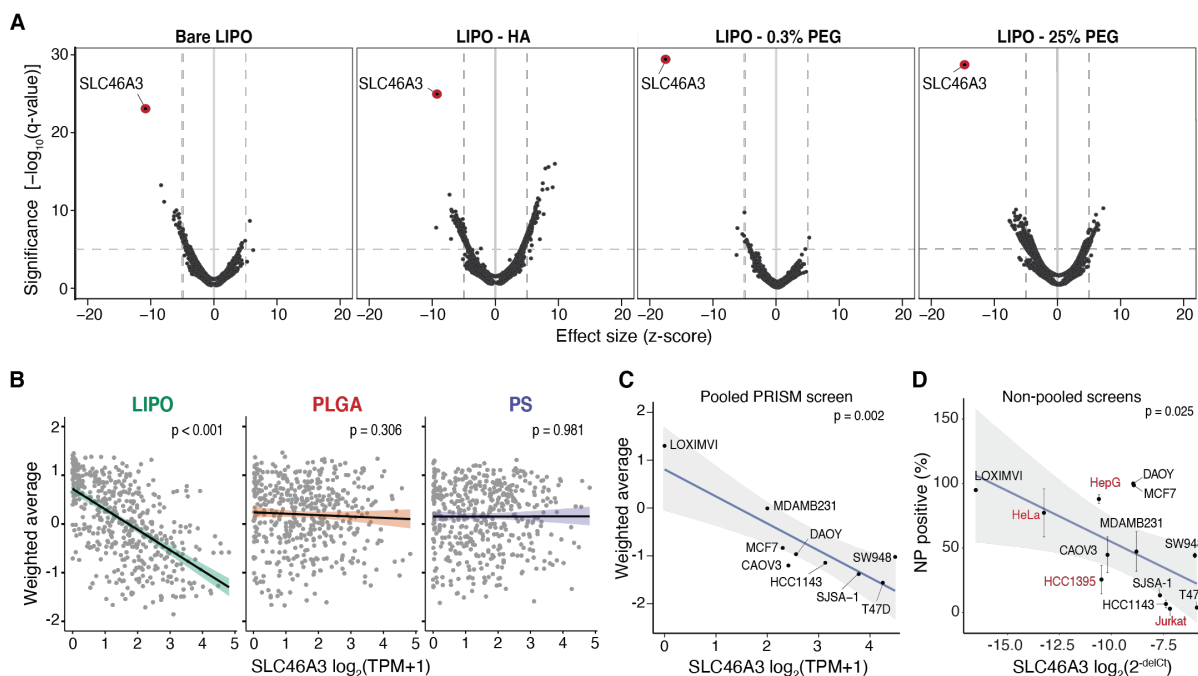 A
Bare LIPO
LIPO - HA
LIPO - 0.3% PEG
LIPO - 25% PEG
Significance [−log10(q-value)]
30
20
10
0
SLC46A3
SLC46A3
SLC46A3
SLC46A3
−20 −10 0 10 20
−20 −10 0 10 20
−20 −10 0 10 20
−20 −10 0 10 20
Effect size (z-score)
B
LIPO
PLGA
PS
p < 0.001
p = 0.306
p = 0.981
Weighted average
2
1
0
-1
-2
0 1 2 3 4 5
0 1 2 3 4 5
0 1 2 3 4 5
SLC46A3 log2(TPM+1)
C
Pooled PRISM screen
p = 0.002
Weighted average
2
1
0
-1
-2
LOXIMVI
MDAMB231
DAOY
MCF7
CAOV3
HCC1143
SW948
SJSA−1
T47D
0 1 2 3 4
SLC46A3 log2(TPM+1)
D
Non-pooled screens
p = 0.025
NP positive (%)
150
100
50
0
LOXIMVI
HepG
DAOY
MCF7
HeLa
MDAMB231
CAOV3
SW948
HCC1395
SJSA-1
HCC1143
T47
Jurkat
-15.0 -12.5 -10.0 -7.5
SLC46A3 log2(2-delCt)